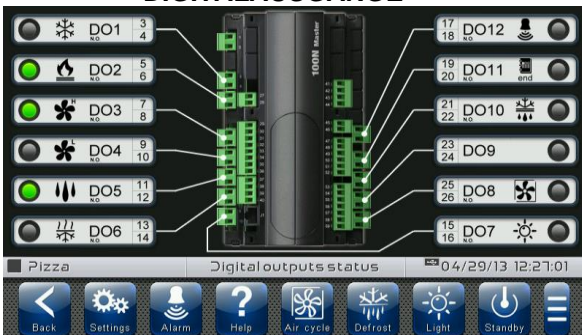 DIGITALAUSGÄNGE
DO1 N.O. 3 4
DO2 N.O. 5 6
DO3 N.O. 7 8
DO4 N.O. 9 10
DO5 N.O. 11 12
DO6 N.O. 13 14
100N Master
17 18 DO12 N.O.
19 20 DO11 N.O. end
21 22 DO10 N.O.
23 24 DO9 N.O.
25 26 DO8 N.O.
15 16 DO7 N.O.
Pizza
Digital outputs status
04/29/13 12:27:01
Back
Settings
Alarm
Help
Air cycle
Defrost
Light
Standby